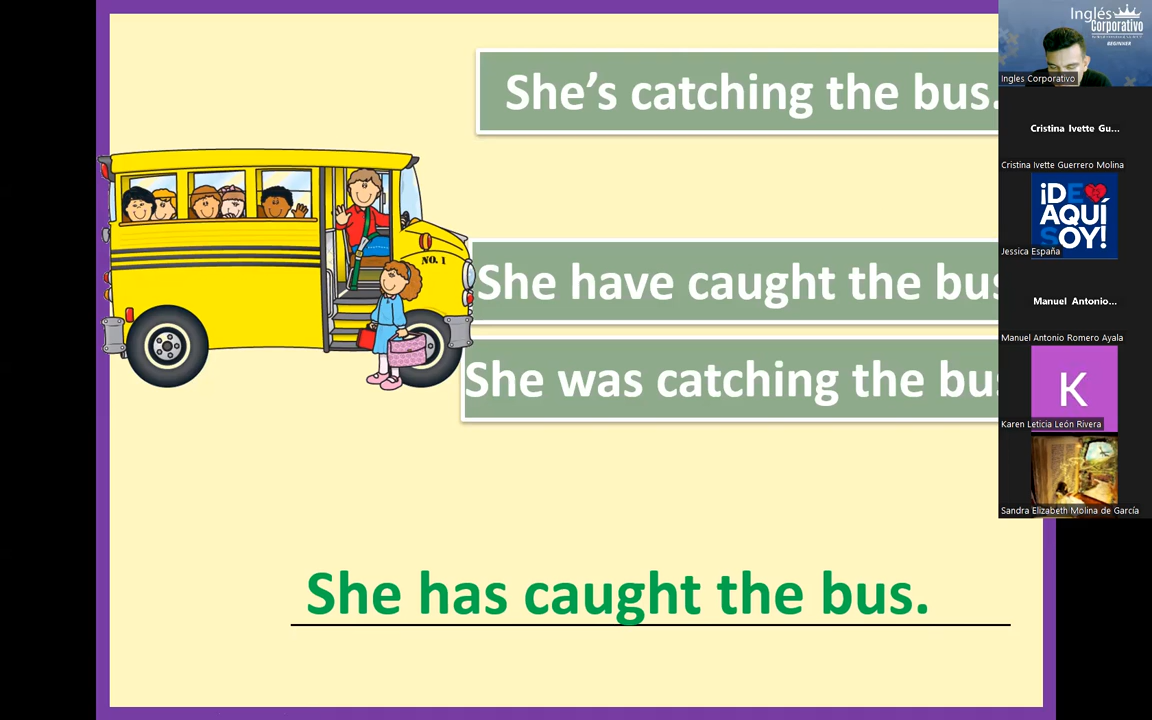 She's catching the bus.
She have caught the bus
She was catching the bus
She has caught the bus.
NO. 1
Inglés
Corporativo
BEGINNER
Ingles Corporativo
Cristina Ivette Gu...
Cristina Ivette Guerrero Molina
¡DE
AQUÍ
SOY!
Jessica España
Manuel Antonio...
Manuel Antonio Romero Ayala
K
Karen Leticia León Rivera
Sandra Elizabeth Molina de García